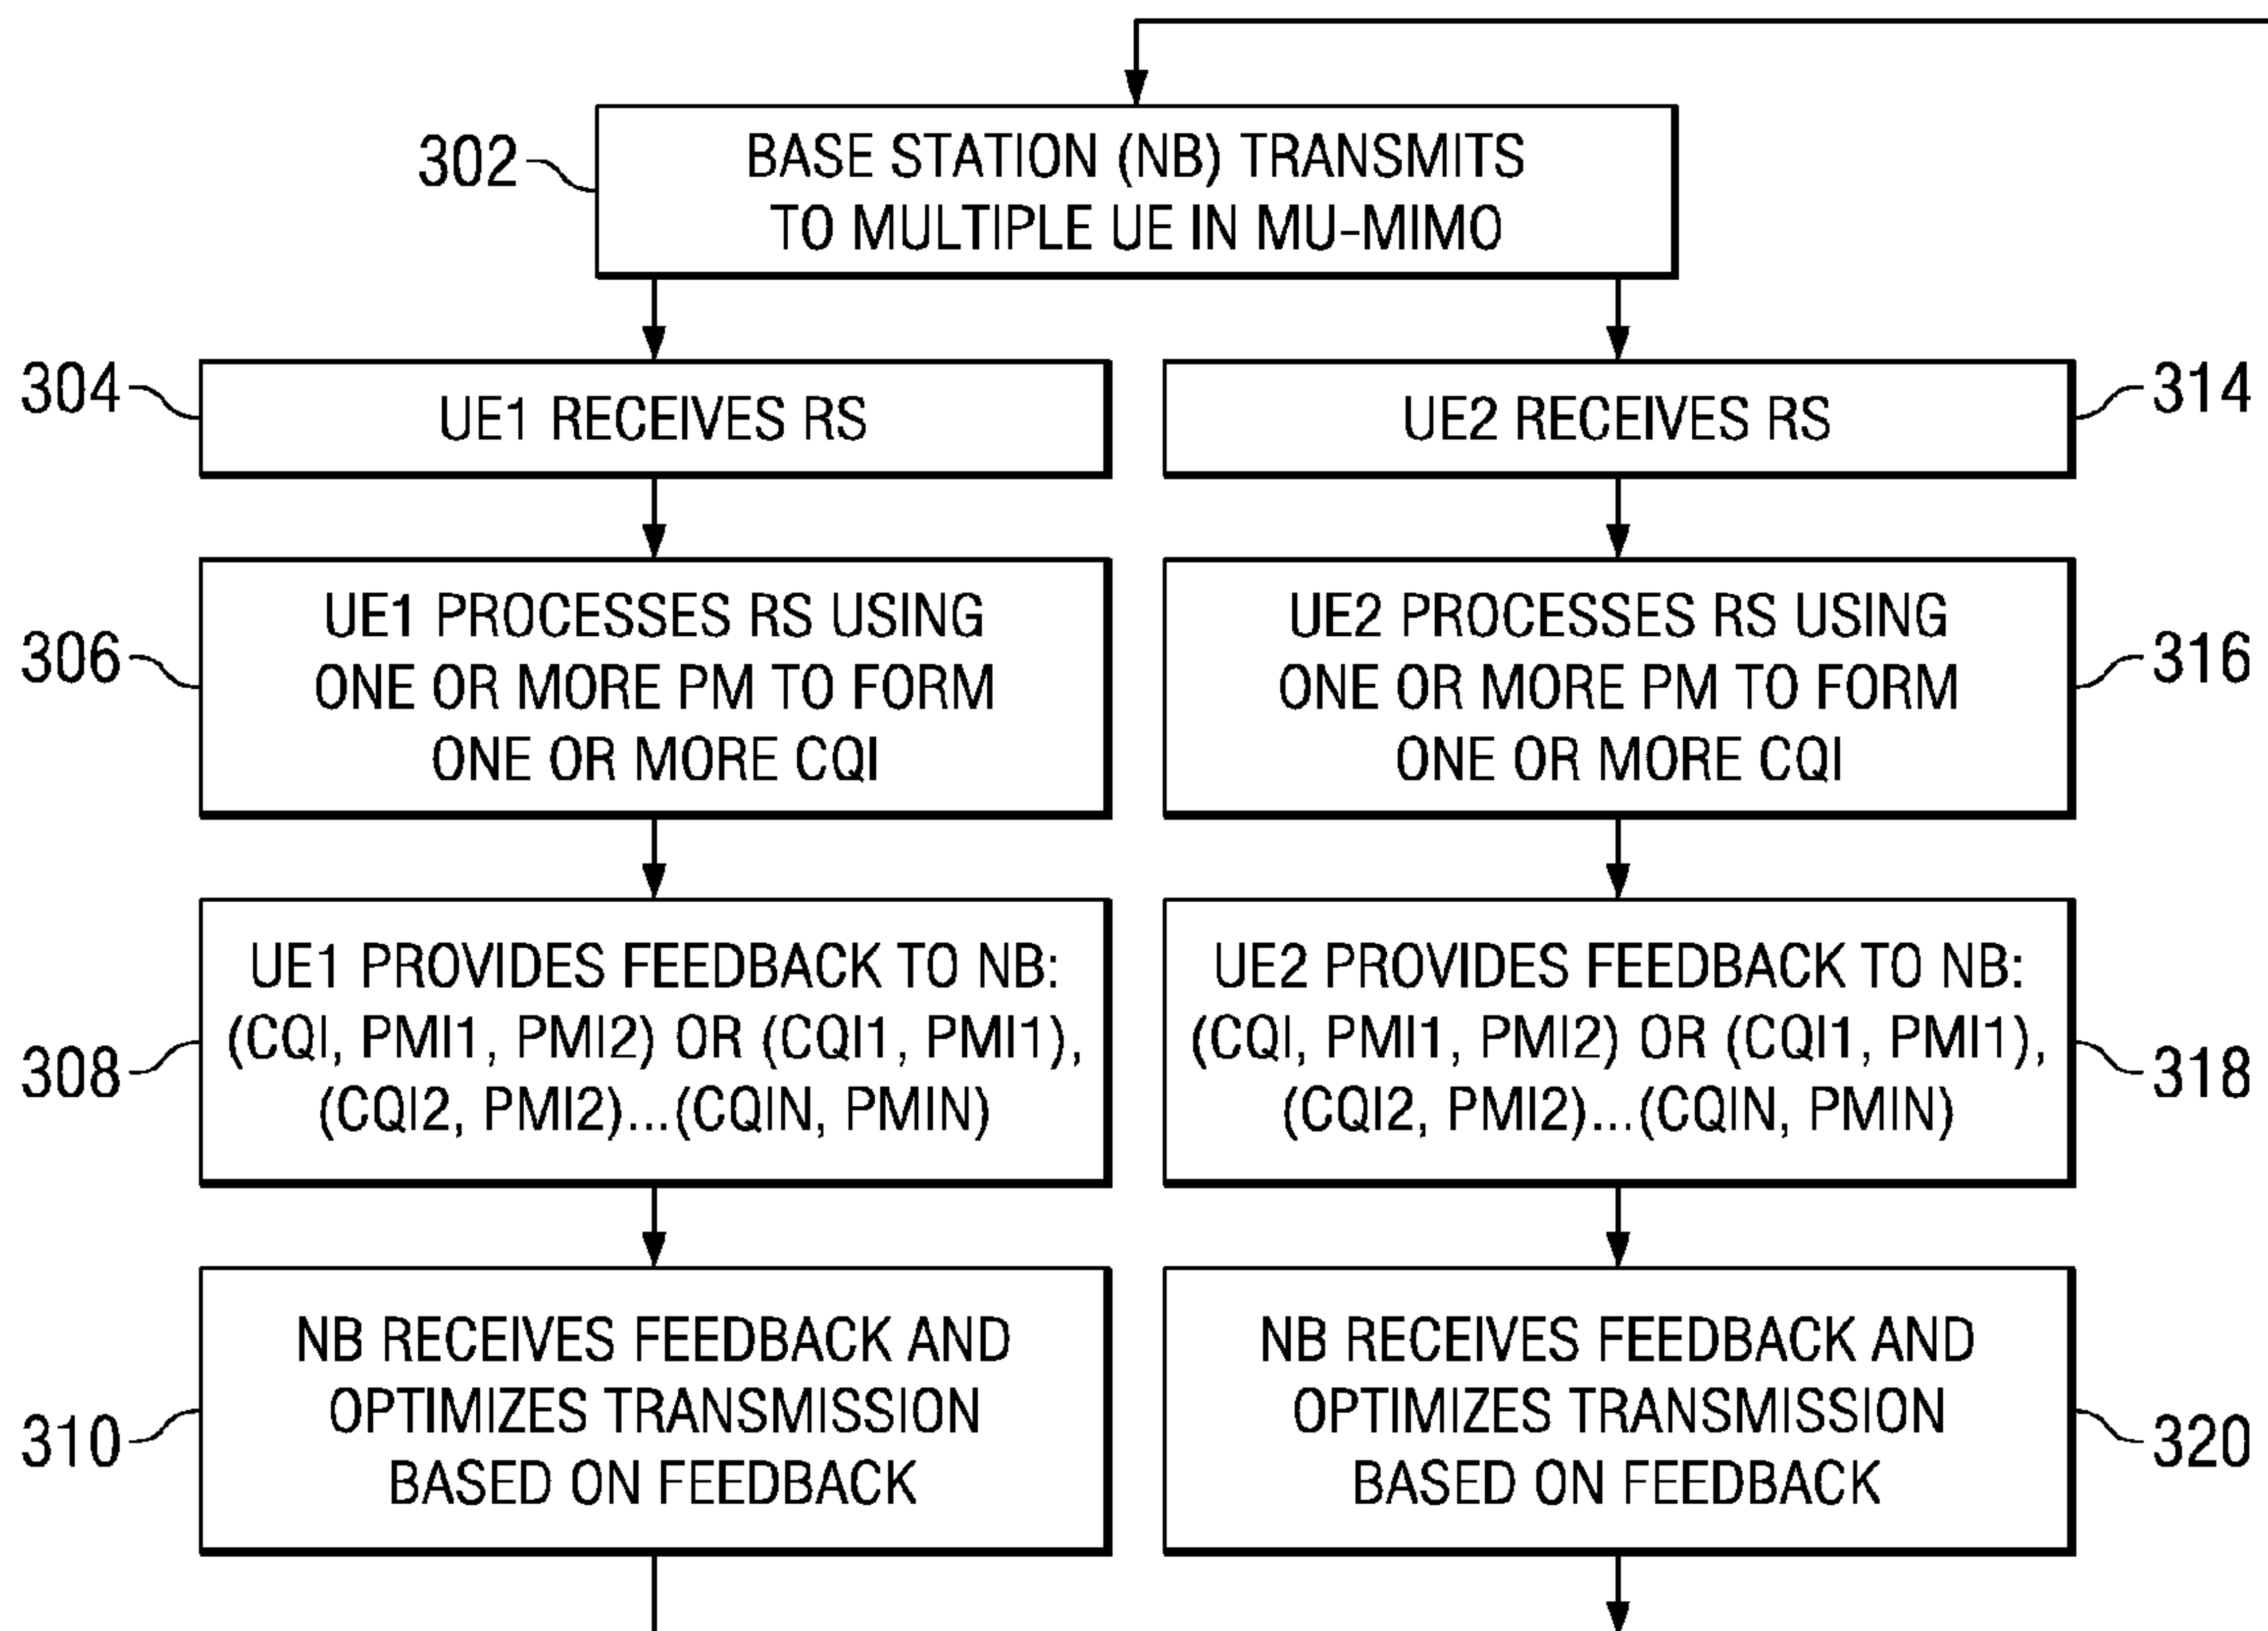 302
BASE STATION (NB) TRANSMITS
TO MULTIPLE UE IN MU-MIMO
304
UE1 RECEIVES RS
UE2 RECEIVES RS
314
306
UE1 PROCESSES RS USING
ONE OR MORE PM TO FORM
ONE OR MORE CQI
UE2 PROCESSES RS USING
ONE OR MORE PM TO FORM
ONE OR MORE CQI
316
308
UE1 PROVIDES FEEDBACK TO NB:
(CQI, PMI1, PMI2) OR (CQI1, PMI1),
(CQI2, PMI2)...(CQIN, PMIN)
UE2 PROVIDES FEEDBACK TO NB:
(CQI, PMI1, PMI2) OR (CQI1, PMI1),
(CQI2, PMI2)...(CQIN, PMIN)
318
310
NB RECEIVES FEEDBACK AND
OPTIMIZES TRANSMISSION
BASED ON FEEDBACK
NB RECEIVES FEEDBACK AND
OPTIMIZES TRANSMISSION
BASED ON FEEDBACK
320